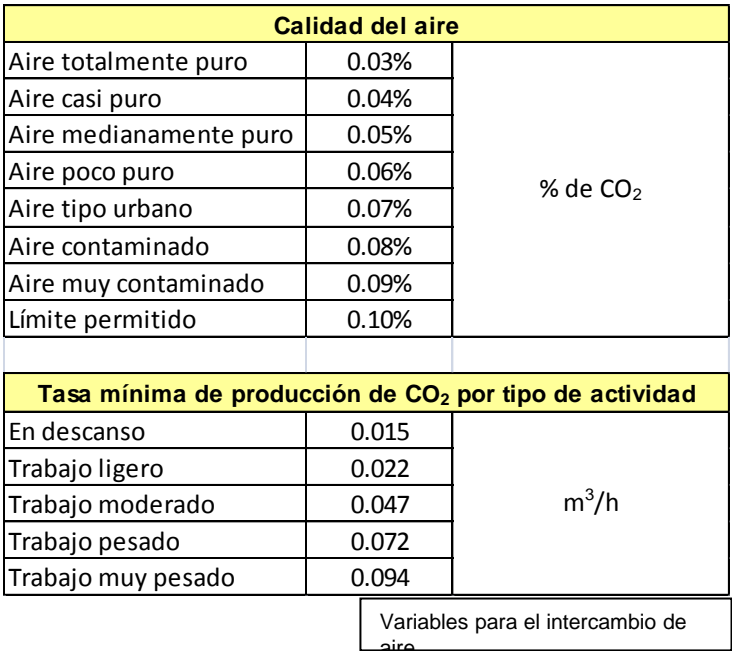 Calidad del aire
Aire totalmente puro 0.03%
Aire casi puro 0.04%
Aire medianamente puro 0.05%
Aire poco puro 0.06%
% de CO₂
Aire tipo urbano 0.07%
Aire contaminado 0.08%
Aire muy contaminado 0.09%
Límite permitido 0.10%
Tasa mínima de producción de CO₂ por tipo de actividad
En descanso 0.015
Trabajo ligero 0.022
Trabajo moderado 0.047 m³/h
Trabajo pesado 0.072
Trabajo muy pesado 0.094
Variables para el intercambio de
aire